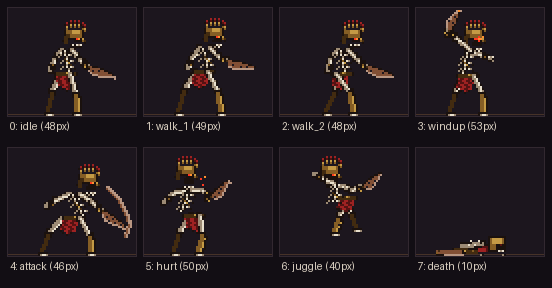 0: idle (48px)
1: walk_1 (49px)
2: walk_2 (48px)
3: windup (53px)
4: attack (46px)
5: hurt (50px)
6: juggle (40px)
7: death (10px)